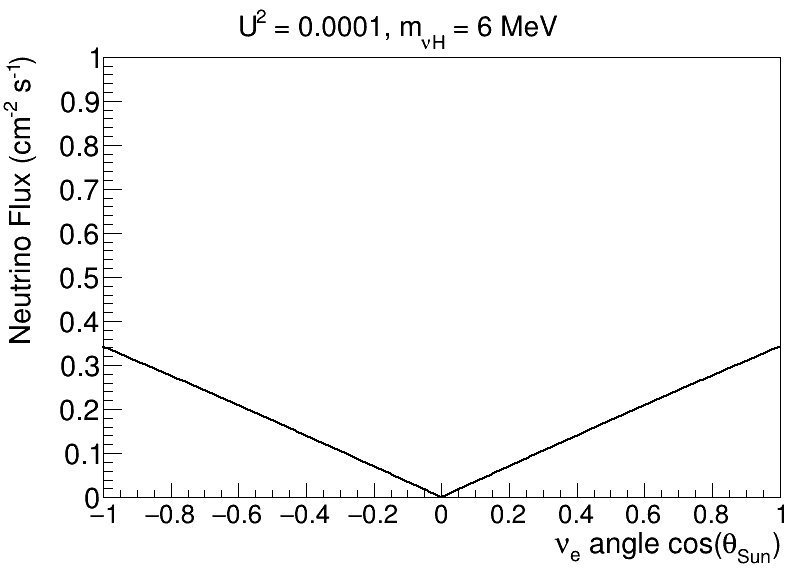 U² = 0.0001, mνH = 6 MeV
Neutrino Flux (cm⁻² s⁻¹)
1
0.9
0.8
0.7
0.6
0.5
0.4
0.3
0.2
0.1
0
−1 −0.8 −0.6 −0.4 −0.2 0 0.2 0.4 0.6 0.8 1
νe angle cos(θSun)